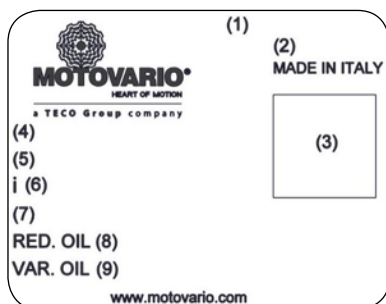 (1)
(2)
MADE IN ITALY
MOTOVARIO®
HEART OF MOTION
a TECO Group company
(3)
(4)
(5)
i (6)
(7)
RED. OIL (8)
VAR. OIL (9)
www.motovario.com